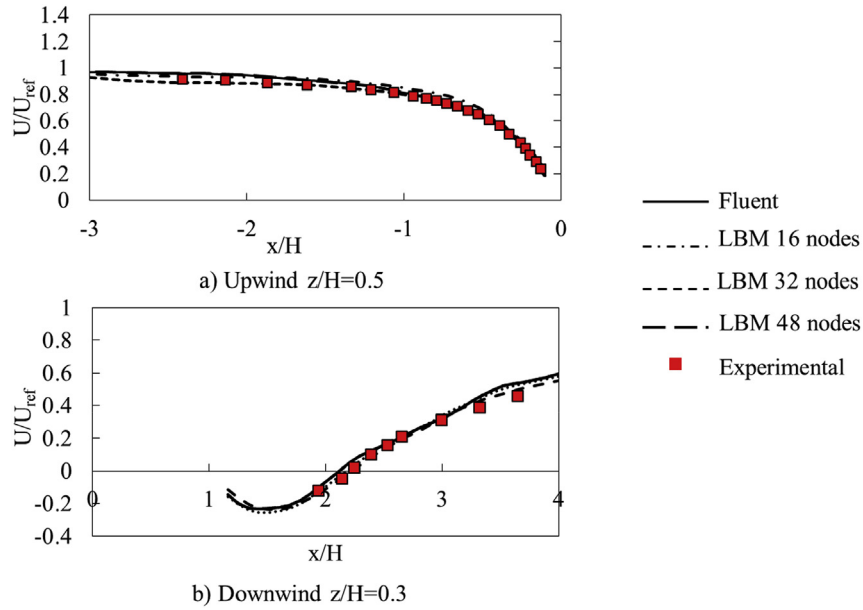 1.4
1.2
1
0.8
0.6
0.4
0.2
0
U/Uref
-3 -2 -1 0
x/H
a) Upwind z/H=0.5
1
0.8
0.6
0.4
0.2
0
-0.2
-0.4
U/Uref
0 1 2 3 4
x/H
b) Downwind z/H=0.3
Fluent
LBM 16 nodes
LBM 32 nodes
LBM 48 nodes
Experimental